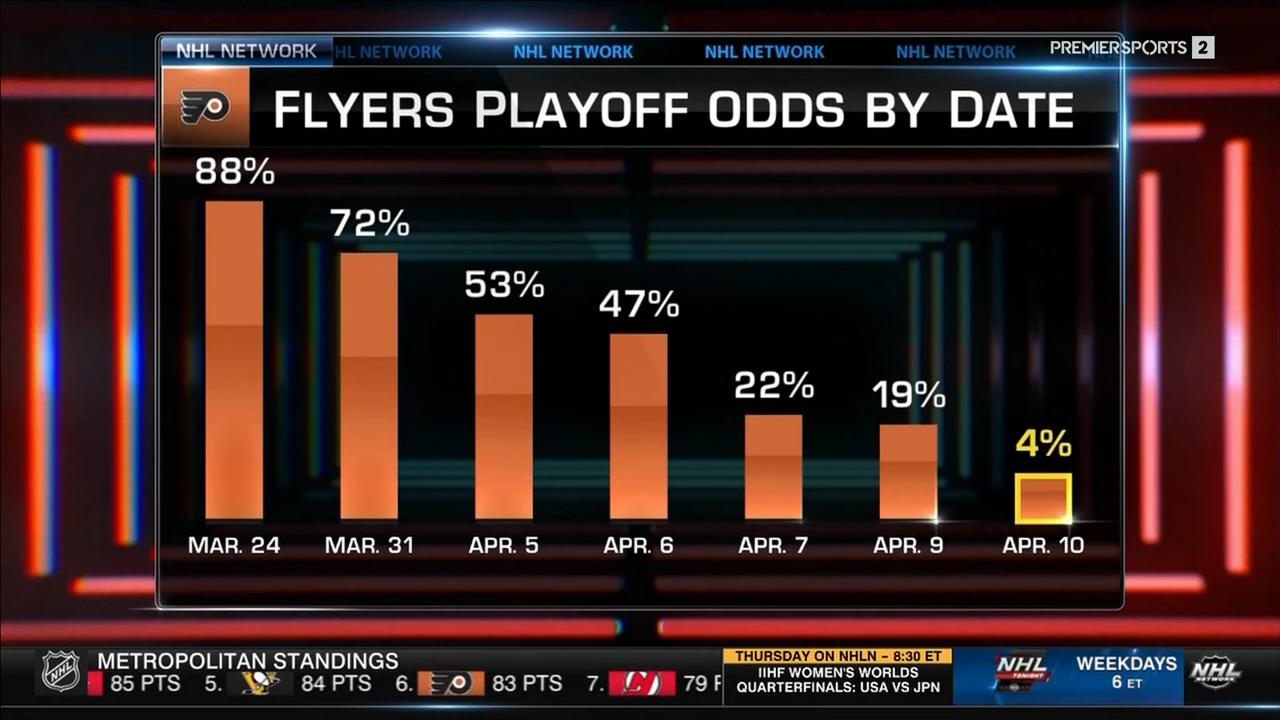 NHL NETWORK HL NETWORK NHL NETWORK NHL NETWORK NHL NETWORK
PREMIERSPORTS 2
FLYERS PLAYOFF ODDS BY DATE
88%
72%
53%
47%
22%
19%
4%
MAR. 24 MAR. 31 APR. 5 APR. 6 APR. 7 APR. 9 APR. 10
NHL
METROPOLITAN STANDINGS
85 PTS 5. 84 PTS 6. 83 PTS 7. 79 P
THURSDAY ON NHLN – 8:30 ET
IIHF WOMEN'S WORLDS
QUARTERFINALS: USA VS JPN
NHL
TONIGHT
WEEKDAYS
6 ET
NHL
NETWORK